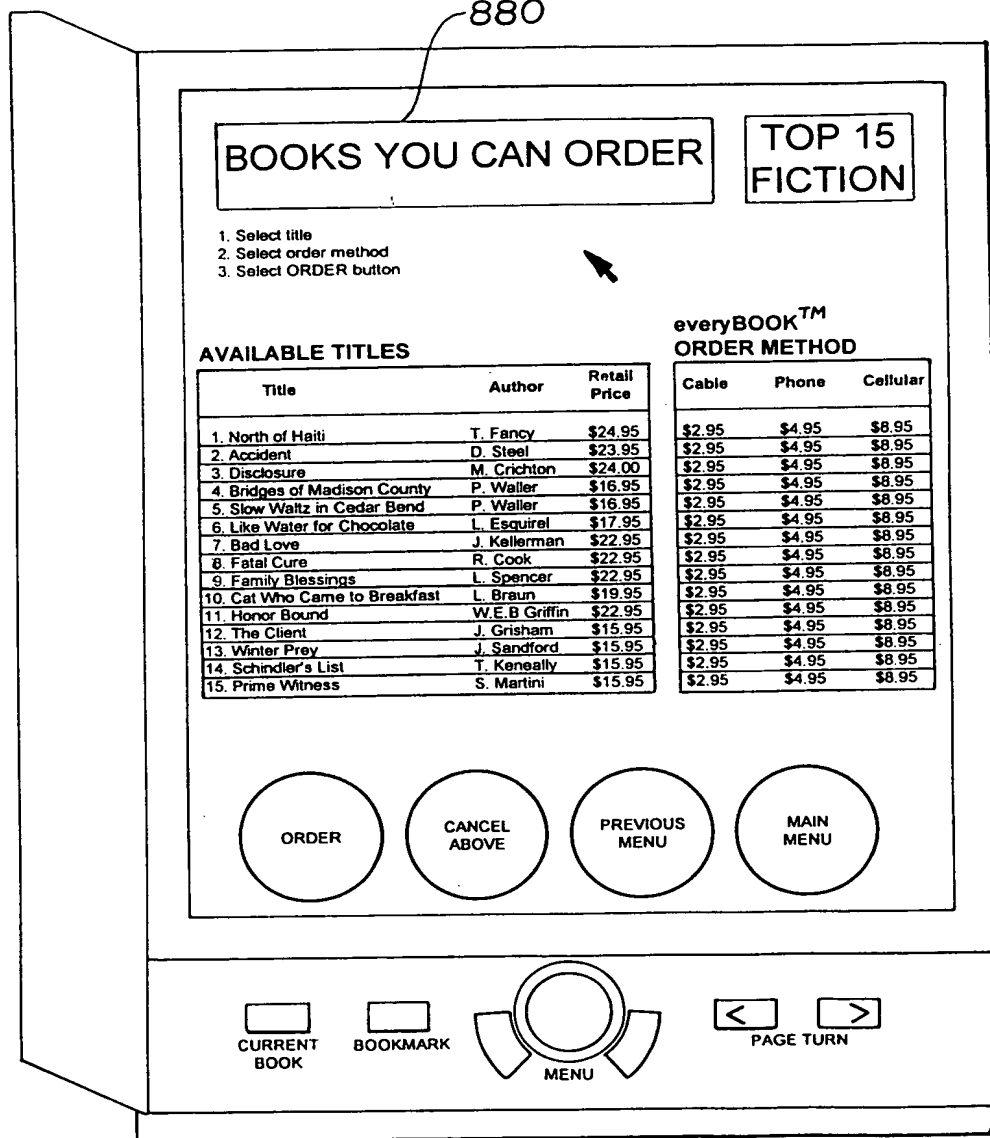 880
BOOKS YOU CAN ORDER
TOP 15
FICTION
1. Select title
2. Select order method
3. Select ORDER button
everyBOOK™
ORDER METHOD
AVAILABLE TITLES
Title Author Retail Price Cable Phone Cellular
1. North of Haiti T. Fancy $24.95 $2.95 $4.95 $8.95
2. Accident D. Steel $23.95 $2.95 $4.95 $8.95
3. Disclosure M. Crichton $24.00 $2.95 $4.95 $8.95
4. Bridges of Madison County P. Waller $16.95 $2.95 $4.95 $8.95
5. Slow Waltz in Cedar Bend P. Waller $16.95 $2.95 $4.95 $8.95
6. Like Water for Chocolate L. Esquirel $17.95 $2.95 $4.95 $8.95
7. Bad Love J. Kellerman $22.95 $2.95 $4.95 $8.95
8. Fatal Cure R. Cook $22.95 $2.95 $4.95 $8.95
9. Family Blessings L. Spencer $22.95 $2.95 $4.95 $8.95
10. Cat Who Came to Breakfast L. Braun $19.95 $2.95 $4.95 $8.95
11. Honor Bound W.E.B Griffin $22.95 $2.95 $4.95 $8.95
12. The Client J. Grisham $15.95 $2.95 $4.95 $8.95
13. Winter Prey J. Sandford $15.95 $2.95 $4.95 $8.95
14. Schindler's List T. Keneally $15.95 $2.95 $4.95 $8.95
15. Prime Witness S. Martini $15.95 $2.95 $4.95 $8.95
ORDER
CANCEL
ABOVE
PREVIOUS
MENU
MAIN
MENU
CURRENT
BOOK
BOOKMARK
MENU
< >
PAGE TURN